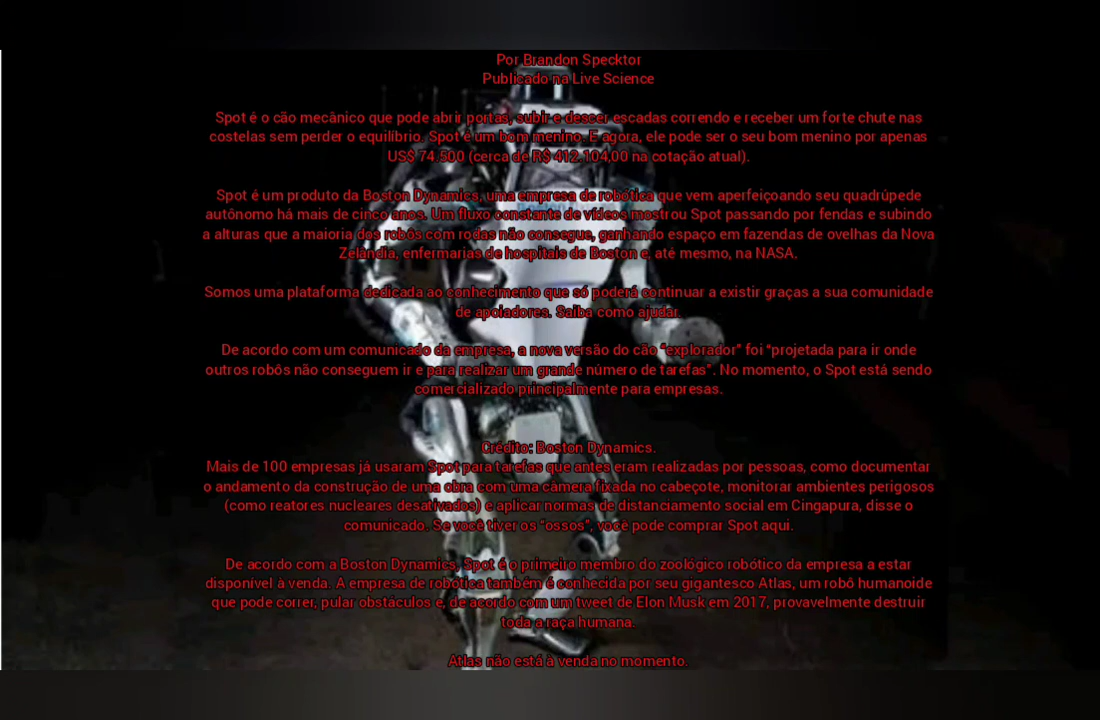 Por Brandon Specktor
Publicado na Live Science
Spot é o cão mecânico que pode abrir portas, subir e descer escadas correndo e receber um forte chute nas
costelas sem perder o equilíbrio. Spot é um bom menino. E agora, ele pode ser o seu bom menino por apenas
US$ 74.500 (cerca de R$ 412.104,00 na cotação atual).
Spot é um produto da Boston Dynamics, uma empresa de robótica que vem aperfeiçoando seu quadrúpede
autônomo há mais de cinco anos. Um fluxo constante de vídeos mostrou Spot passando por fendas e subindo
a alturas que a maioria dos robôs com rodas não consegue, ganhando espaço em fazendas de ovelhas da Nova
Zelândia, enfermarias de hospitais de Boston e, até mesmo, na NASA.
Somos uma plataforma dedicada ao conhecimento que só poderá continuar a existir graças a sua comunidade
de apoiadores. Saiba como ajudar.
De acordo com um comunicado da empresa, a nova versão do cão “explorador” foi “projetada para ir onde
outros robôs não conseguem ir e para realizar um grande número de tarefas”. No momento, o Spot está sendo
comercializado principalmente para empresas.
Crédito: Boston Dynamics.
Mais de 100 empresas já usaram Spot para tarefas que antes eram realizadas por pessoas, como documentar
o andamento da construção de uma obra com uma câmera fixada no cabeçote, monitorar ambientes perigosos
(como reatores nucleares desativados) e aplicar normas de distanciamento social em Cingapura, disse o
comunicado. Se você tiver os “ossos”, você pode comprar Spot aqui.
De acordo com a Boston Dynamics, Spot é o primeiro membro do zoológico robótico da empresa a estar
disponível à venda. A empresa de robótica também é conhecida por seu gigantesco Atlas, um robô humanoide
que pode correr, pular obstáculos e, de acordo com um tweet de Elon Musk em 2017, provavelmente destruir
toda a raça humana.
Atlas não está à venda no momento.